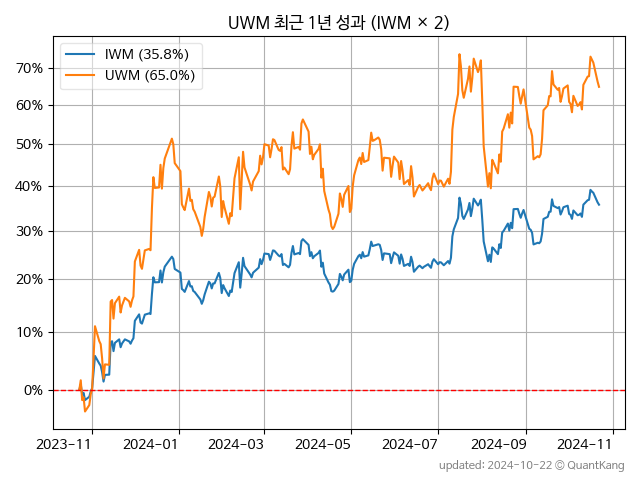 UWM 최근 1년 성과 (IWM × 2)
IWM (35.8%)
UWM (65.0%)
70%
60%
50%
40%
30%
20%
10%
0%
2023-11 2024-01 2024-03 2024-05 2024-07 2024-09 2024-11
updated: 2024-10-22 © QuantKang